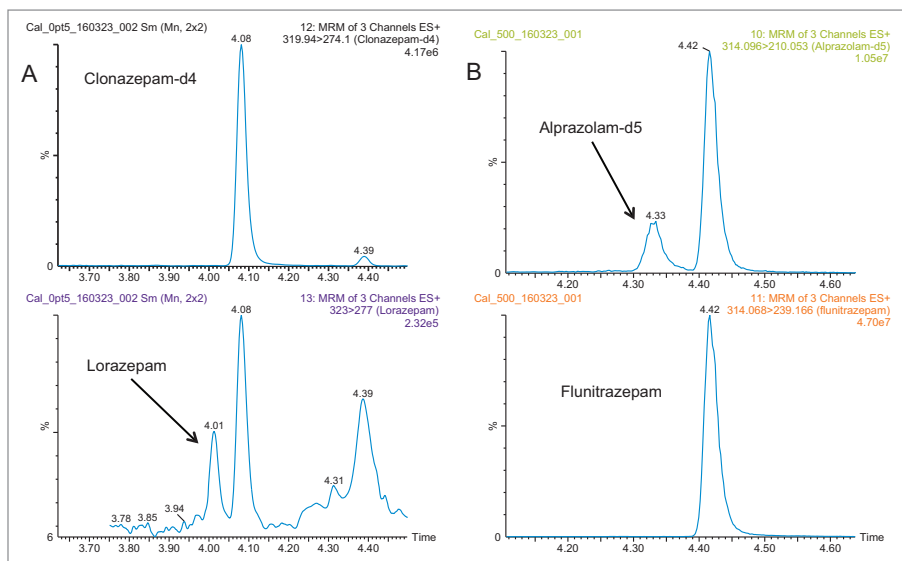 Cal_0pt5_160323_002 Sm (Mn, 2x2)
12: MRM of 3 Channels ES+
319.94>274.1 (Clonazepam-d4)
4.17e6
A
Clonazepam-d4
4.08
4.39
%
0
3.70 3.80 3.90 4.00 4.10 4.20 4.30 4.40
Cal_0pt5_160323_002 Sm (Mn, 2x2)
13: MRM of 3 Channels ES+
323>277 (Lorazepam)
2.32e5
Lorazepam
4.08
4.01
4.39
4.31
3.78 3.85 3.94
%
6
Time
3.70 3.80 3.90 4.00 4.10 4.20 4.30 4.40
Cal_500_160323_001
10: MRM of 3 Channels ES+
314.096>210.053 (Alprazolam-d5)
1.05e7
B
4.42
Alprazolam-d5
4.33
%
0
4.20 4.30 4.40 4.50 4.60
Cal_500_160323_001
11: MRM of 3 Channels ES+
314.068>239.166 (flunitrazepam)
4.70e7
4.42
Flunitrazepam
%
0
Time
4.20 4.30 4.40 4.50 4.60